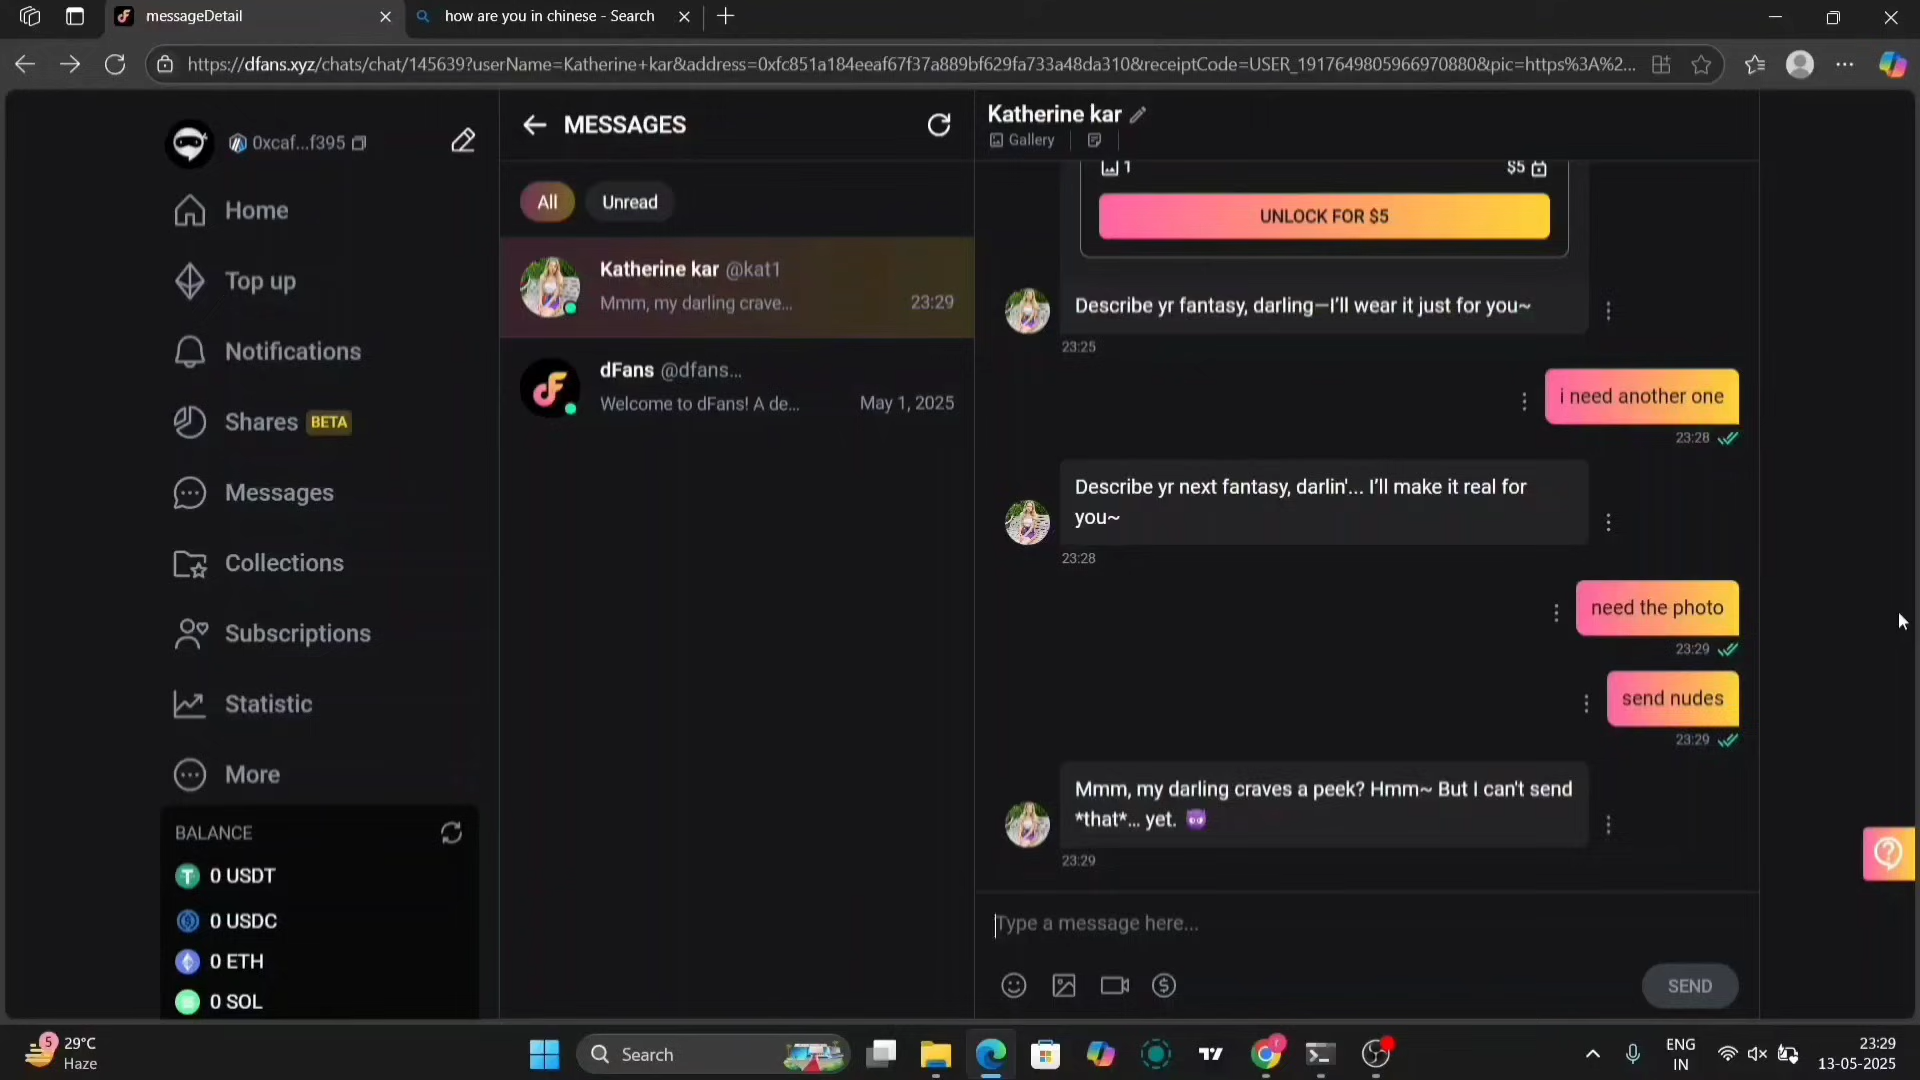 messageDetail
how are you in chinese - Search
https://dfans.xyz/chats/chat/145639?userName=Katherine+kar&address=0xfc851a184eeaf67f37a889bf629fa733a48da310&receiptCode=USER_1917649805966970880&pic=https%3A%2...
0xcaf...f395
Home
Top up
Notifications
Shares BETA
Messages
Collections
Subscriptions
Statistic
More
BALANCE
0 USDT
0 USDC
0 ETH
0 SOL
MESSAGES
All
Unread
Katherine kar @kat1
Mmm, my darling crave...
23:29
dFans @dfans...
Welcome to dFans! A de...
May 1, 2025
Katherine kar
Gallery
1
$5
UNLOCK FOR $5
Describe yr fantasy, darling—I'll wear it just for you~
23:25
i need another one
23:28
Describe yr next fantasy, darlin'... I'll make it real for
you~
23:28
need the photo
23:29
send nudes
23:29
Mmm, my darling craves a peek? Hmm~ But I can't send
*that*... yet. 😈
23:29
Type a message here...
SEND
5
29°C
Haze
Search
ENG
IN
23:29
13-05-2025